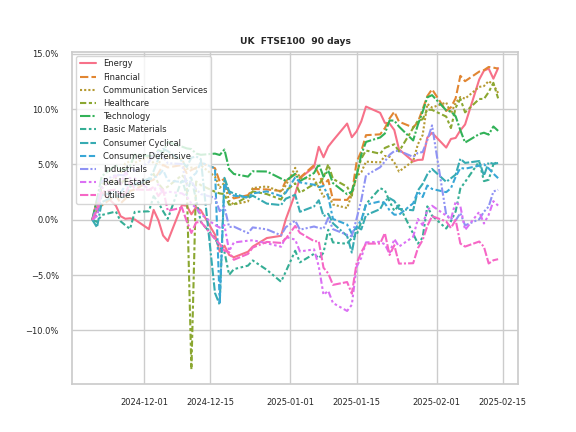 UK FTSE100 90 days
15.0%
10.0%
5.0%
0.0%
−5.0%
−10.0%
Energy
Financial
Communication Services
Healthcare
Technology
Basic Materials
Consumer Cyclical
Consumer Defensive
Industrials
Real Estate
Utilities
2024-12-01 2024-12-15 2025-01-01 2025-01-15 2025-02-01 2025-02-15